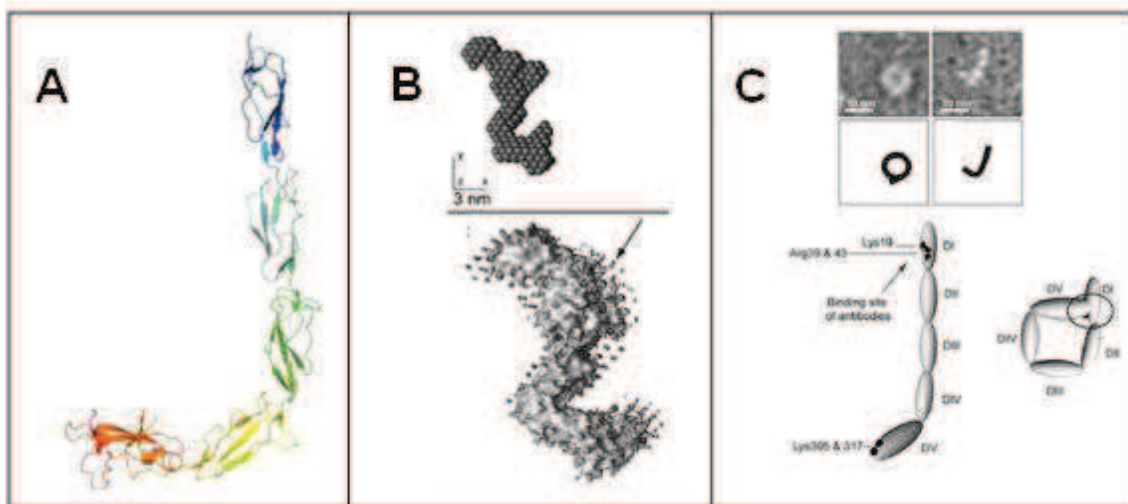 A
B
C
y
z x
3 nm
Lys19
DI
Arg39 & 43
DII
Binding site
of antibodies
DIII
DIV
Lys305 & 317
DV
DV
DI
DIV
DII
DIII